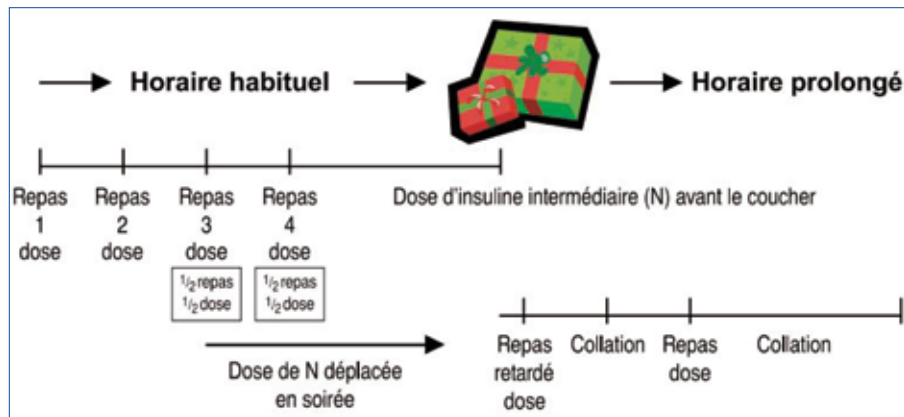 Horaire habituel
Horaire prolongé
Repas
1
dose
Repas
2
dose
Repas
3
dose
Repas
4
dose
Dose d'insuline intermédiaire (N) avant le coucher
1/2 repas
1/2 dose
1/2 repas
1/2 dose
Dose de N déplacée
en soirée
Repas
retardé
dose
Collation
Repas
dose
Collation